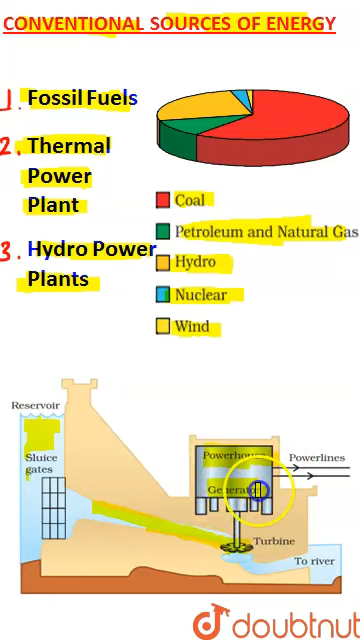 CONVENTIONAL SOURCES OF ENERGY
1. Fossil Fuels
2. Thermal
Power
Plant
3. Hydro Power
Plants
Coal
Petroleum and Natural Gas
Hydro
Nuclear
Wind
Reservoir
Sluice
gates
Powerhouse
Generator
Powerlines
Turbine
To river
doubtnut